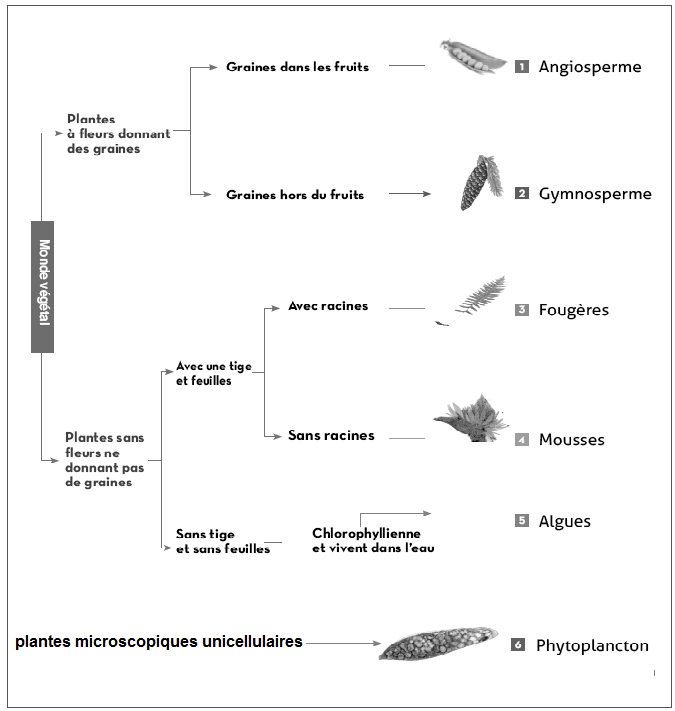 Graines dans les fruits
1 Angiosperme
Plantes
à fleurs donnant
des graines
Graines hors du fruits
2 Gymnosperme
Monde végétal
Avec racines
3 Fougères
Avec une tige
et feuilles
Sans racines
4 Mousses
Plantes sans
fleurs ne
donnant pas
de graines
Sans tige
et sans feuilles
Chlorophyllienne
et vivent dans l'eau
5 Algues
plantes microscopiques unicellulaires
6 Phytoplancton